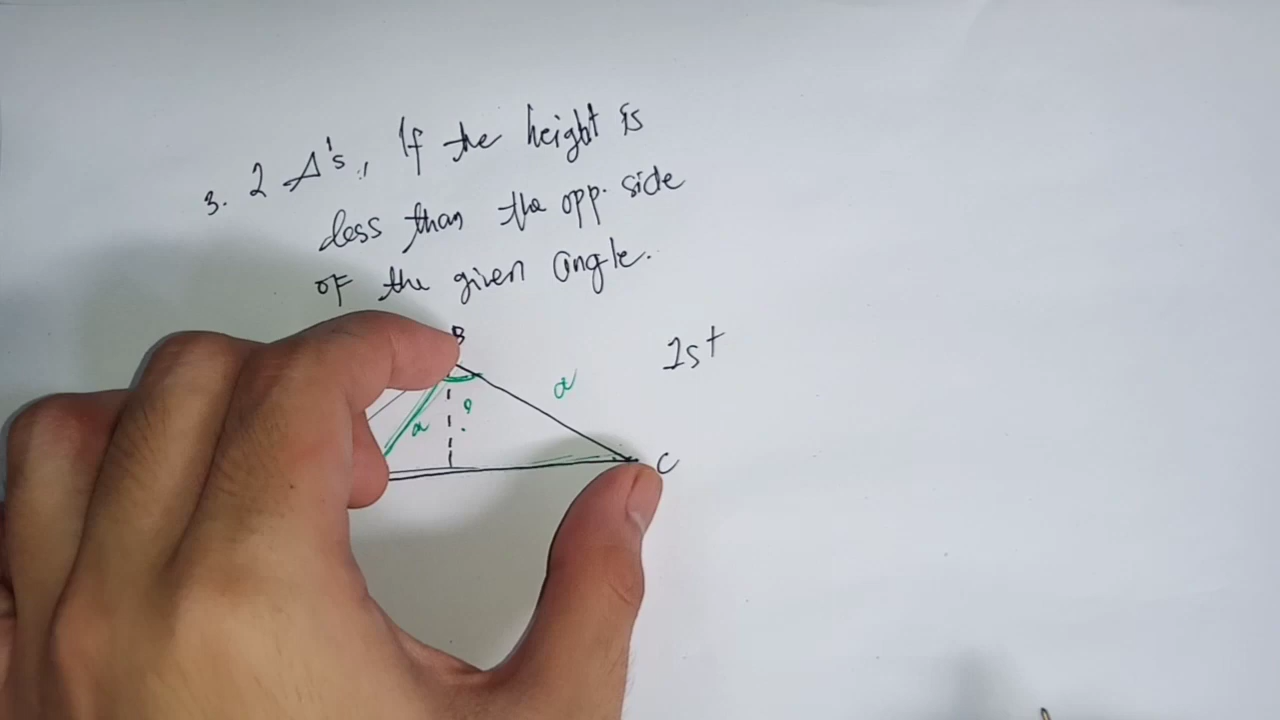 3. 2 Δ's, If the height is
less than the opp. side
of the given angle.
B
1st
a
a ?
C